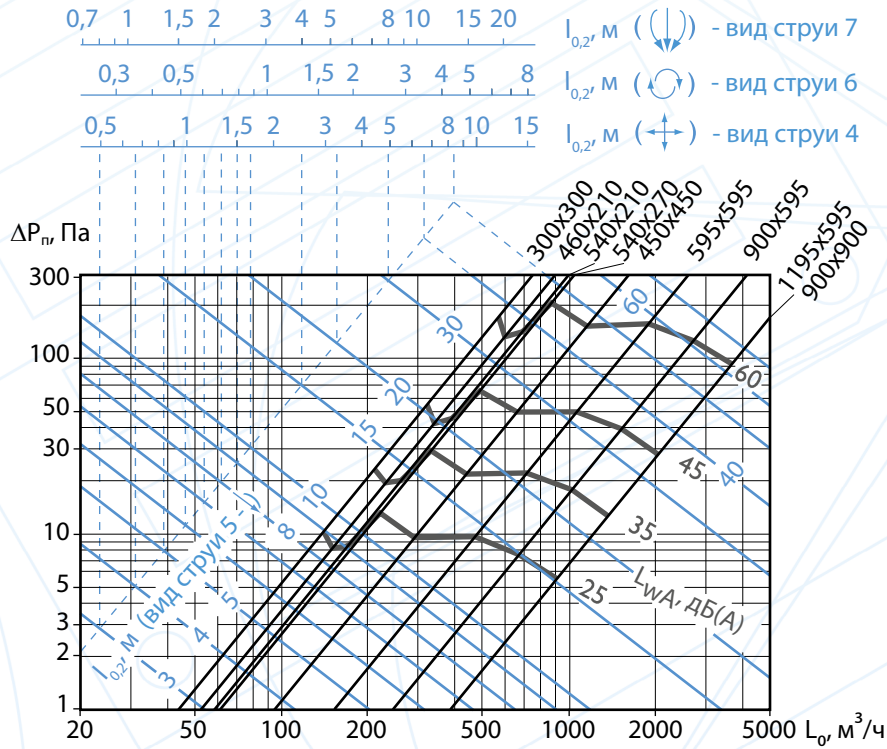 0,7 1 1,5 2 3 4 5 8 10 15 20
l0,2, м ( ) - вид струи 7
0,3 0,5 1 1,5 2 3 4 5 8
l0,2, м ( ) - вид струи 6
0,5 1 1,5 2 3 4 5 8 10 15
l0,2, м ( ) - вид струи 4
ΔPп, Па
300x300
460x210
540x210
540x270
450x450
595x595
900x595
1195x595
900x900
300
100
50
30
10
5
3
2
1
30
20
15
10
8
5
4
3
60
40
l0,2, м (вид струи 5 - )
60
45
35
25
LwA, дБ(A)
20 50 100 200 500 1000 2000 5000 L0, м³/ч